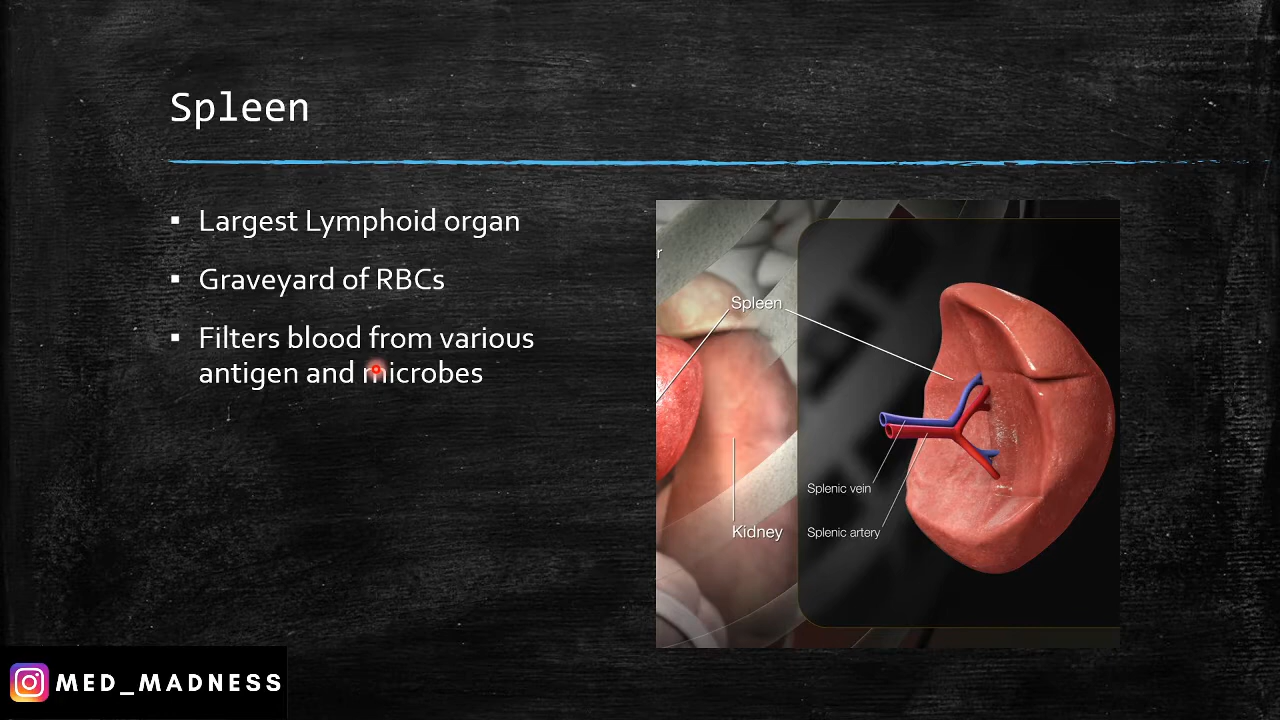 Spleen
Largest Lymphoid organ
Graveyard of RBCs
Filters blood from various
antigen and microbes
r
Spleen
Splenic vein
Kidney
Splenic artery
MED_MADNESS